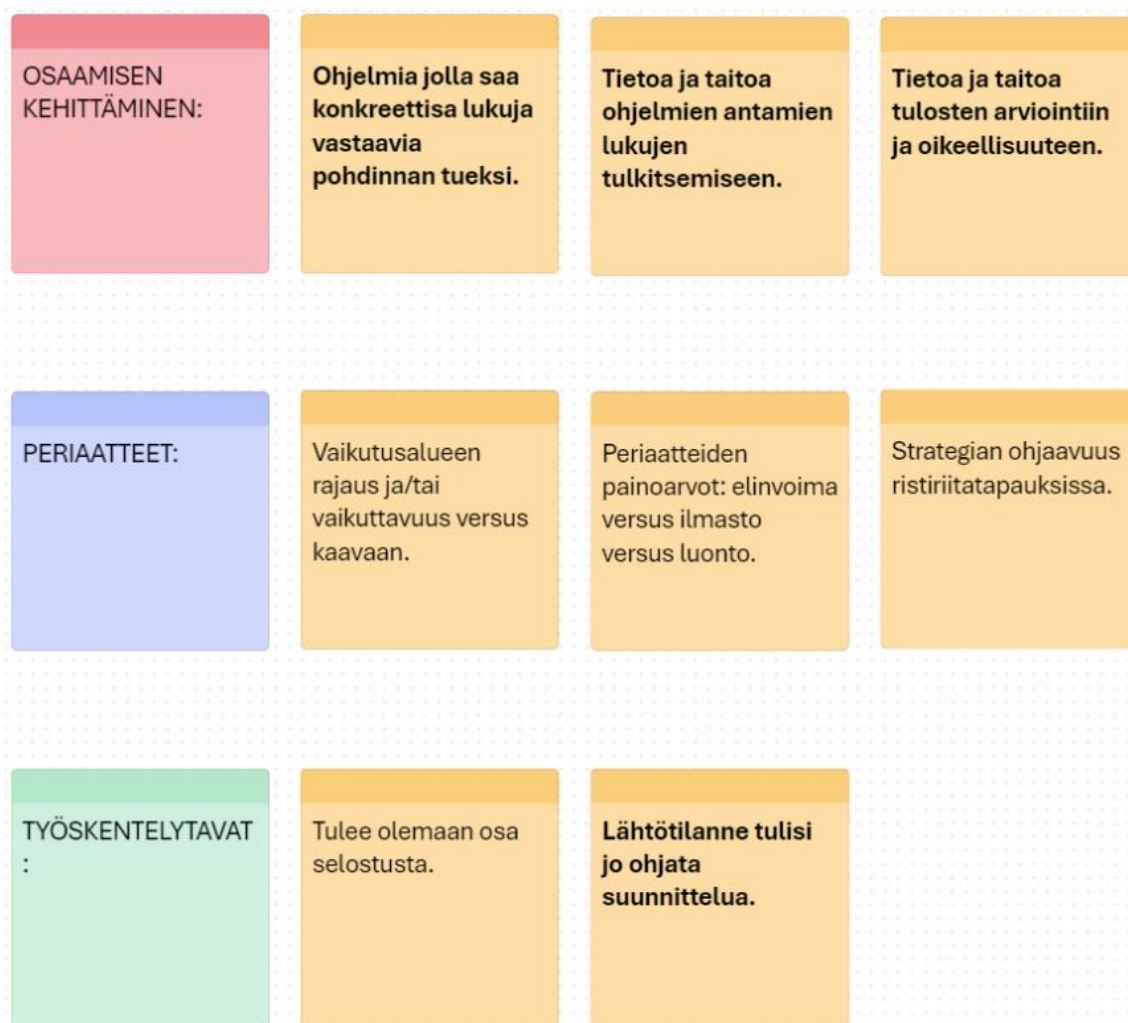 OSAAMISEN
KEHITTÄMINEN:
Ohjelmia jolla saa
konkreettisa lukuja
vastaavia
pohdinnan tueksi.
Tietoa ja taitoa
ohjelmien antamien
lukujen
tulkitsemiseen.
Tietoa ja taitoa
tulosten arviointiin
ja oikeellisuuteen.
PERIAATTEET:
Vaikutusalueen
rajaus ja/tai
vaikuttavuus versus
kaavaan.
Periaatteiden
painoarvot: elinvoima
versus ilmasto
versus luonto.
Strategian ohjaavuus
ristiriitatapauksissa.
TYÖSKENTELYTAVAT
:
Tulee olemaan osa
selostusta.
Lähtötilanne tulisi
jo ohjata
suunnittelua.